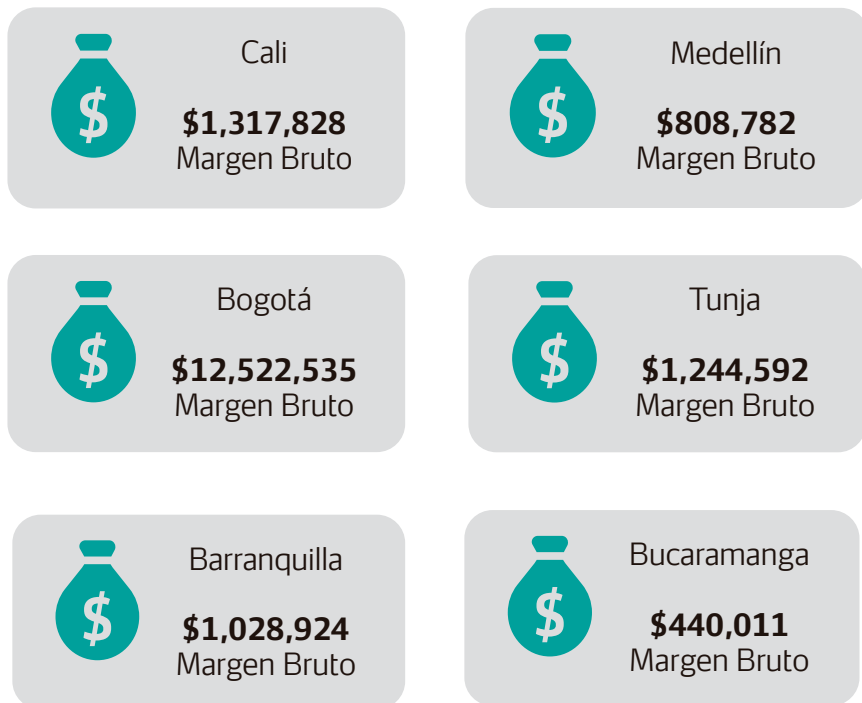 Cali
$
$1,317,828
Margen Bruto
Medellín
$
$808,782
Margen Bruto
Bogotá
$
$12,522,535
Margen Bruto
Tunja
$
$1,244,592
Margen Bruto
Barranquilla
$
$1,028,924
Margen Bruto
Bucaramanga
$
$440,011
Margen Bruto